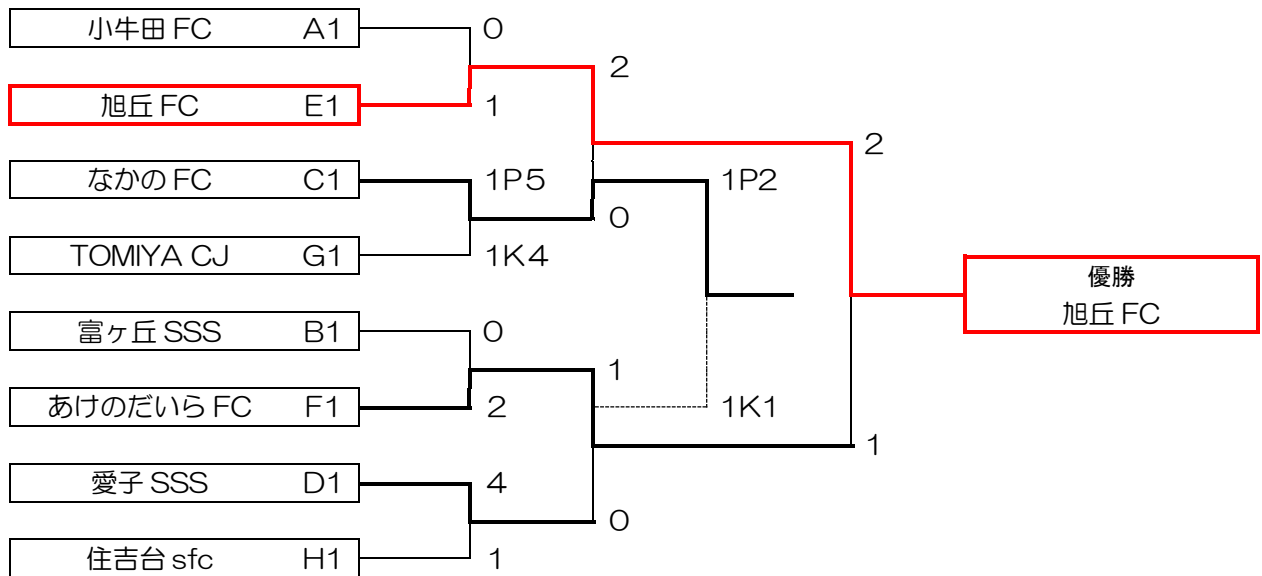 小牛田 FC A1
0
2
旭丘 FC E1
1
2
なかの FC C1
1P5
1P2
0
TOMIYA CJ G1
1K4
優勝
旭丘 FC
富ヶ丘 SSS B1
0
1
あけのだいら FC F1
2
1K1
1
愛子 SSS D1
4
0
住吉台 sfc H1
1